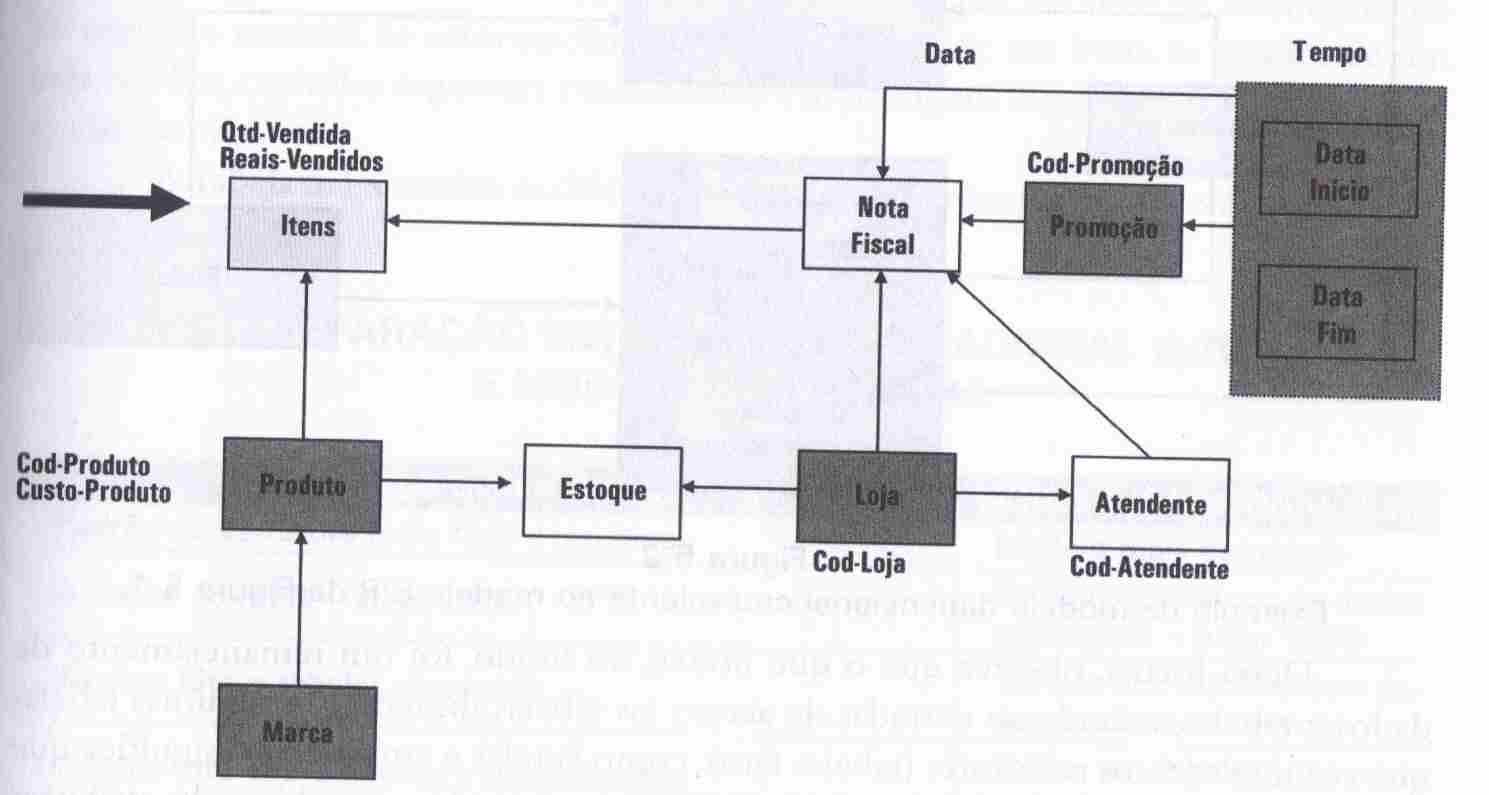 Data
Tempo
Qtd-Vendida
Reais-Vendidos
Itens
Nota
Fiscal
Cod-Promoção
Promoção
Data
Início
Data
Fim
Cod-Produto
Custo-Produto
Produto
Estoque
Loja
Cod-Loja
Atendente
Cod-Atendente
Marca